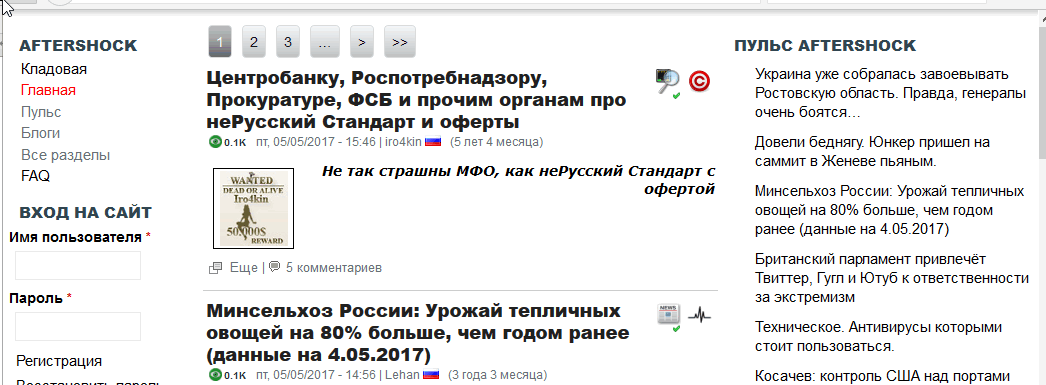 AFTERSHOCK
Кладовая
Главная
Пульс
Блоги
Все разделы
FAQ
ВХОД НА САЙТ
Имя пользователя *
Пароль *
Регистрация
Восстановить пароль
1 2 3 ... > >>
Центробанку, Роспотребнадзору,
Прокуратуре, ФСБ и прочим органам про
неРусский Стандарт и оферты
0.1K пт, 05/05/2017 - 15:46 | iro4kin (5 лет 4 месяца)
WANTED
DEAD OR ALIVE
Iro4kin
50.000$
REWARD
Не так страшны МФО, как неРусский Стандарт с
офертой
Еще | 5 комментариев
Минсельхоз России: Урожай тепличных
овощей на 80% больше, чем годом ранее
(данные на 4.05.2017)
NEWS
0.1K пт, 05/05/2017 - 14:56 | Lehan (3 года 3 месяца)
ПУЛЬС AFTERSHOCK
Украина уже собралась завоевывать
Ростовскую область. Правда, генералы
очень боятся...
Довели беднягу. Юнкер пришел на
саммит в Женеве пьяным.
Минсельхоз России: Урожай тепличных
овощей на 80% больше, чем годом
ранее (данные на 4.05.2017)
Британский парламент привлечёт
Твиттер, Гугл и Ютуб к ответственности
за экстремизм
Техническое. Антивирусы которыми
стоит пользоваться.
Косачев: контроль США над портами